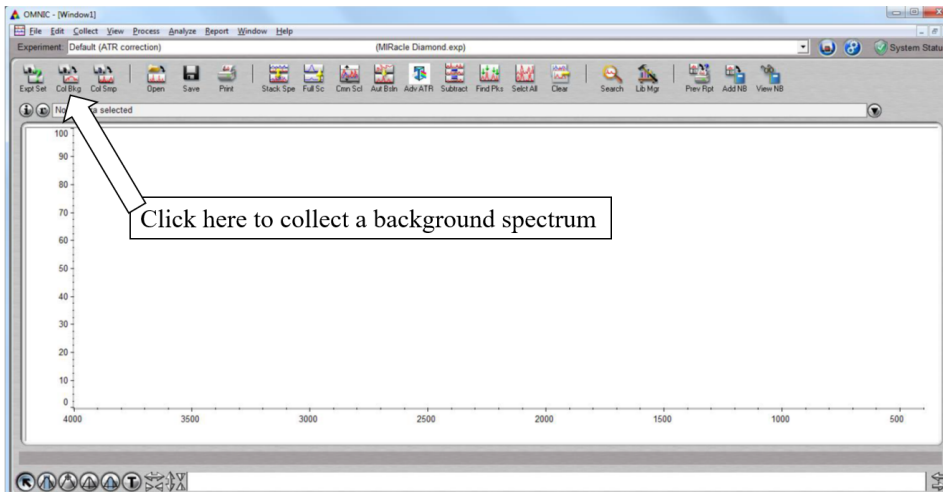 OMNIC - [Window1]
File Edit Collect View Process Analyze Report Window Help
Experiment: Default (ATR correction) (MIRacle Diamond.exp) System Statu
Expt Set Col Bkg Col Smp Open Save Print Stack Spe Full Sc Cmn Scl Aut Bsln Adv ATR Subtract Find Pks Selct All Clear Search Lib Mgr Prev Rpt Add NB View NB
selected
100
90
Click here to collect a background spectrum
80
70
60
50
40
30
20
10
0
4000 3500 3000 2500 2000 1500 1000 500
T